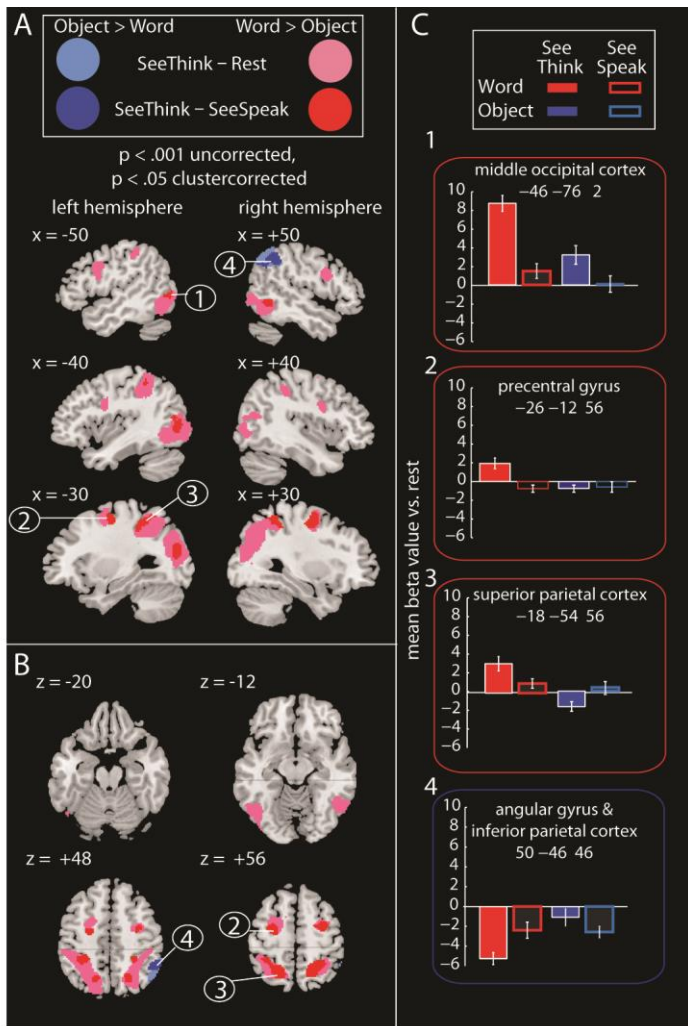 A
Object > Word
Word > Object
SeeThink – Rest
SeeThink – SeeSpeak
p < .001 uncorrected,
p < .05 clustercorrected
left hemisphere
right hemisphere
x = -50
x = +50
4
1
x = -40
x = +40
x = -30
3
x = +30
2
B
z = -20
z = -12
z = +48
z = +56
4
2
3
C
See Think
See Speak
Word
Object
mean beta value vs. rest
1
middle occipital cortex
−46 −76 2
10
8
6
4
2
0
−2
−4
−6
2
precentral gyrus
−26 −12 56
10
8
6
4
2
0
−2
−4
−6
3
superior parietal cortex
−18 −54 56
10
8
6
4
2
0
−2
−4
−6
4
angular gyrus &
inferior parietal cortex
50 −46 46
10
8
6
4
2
0
−2
−4
−6